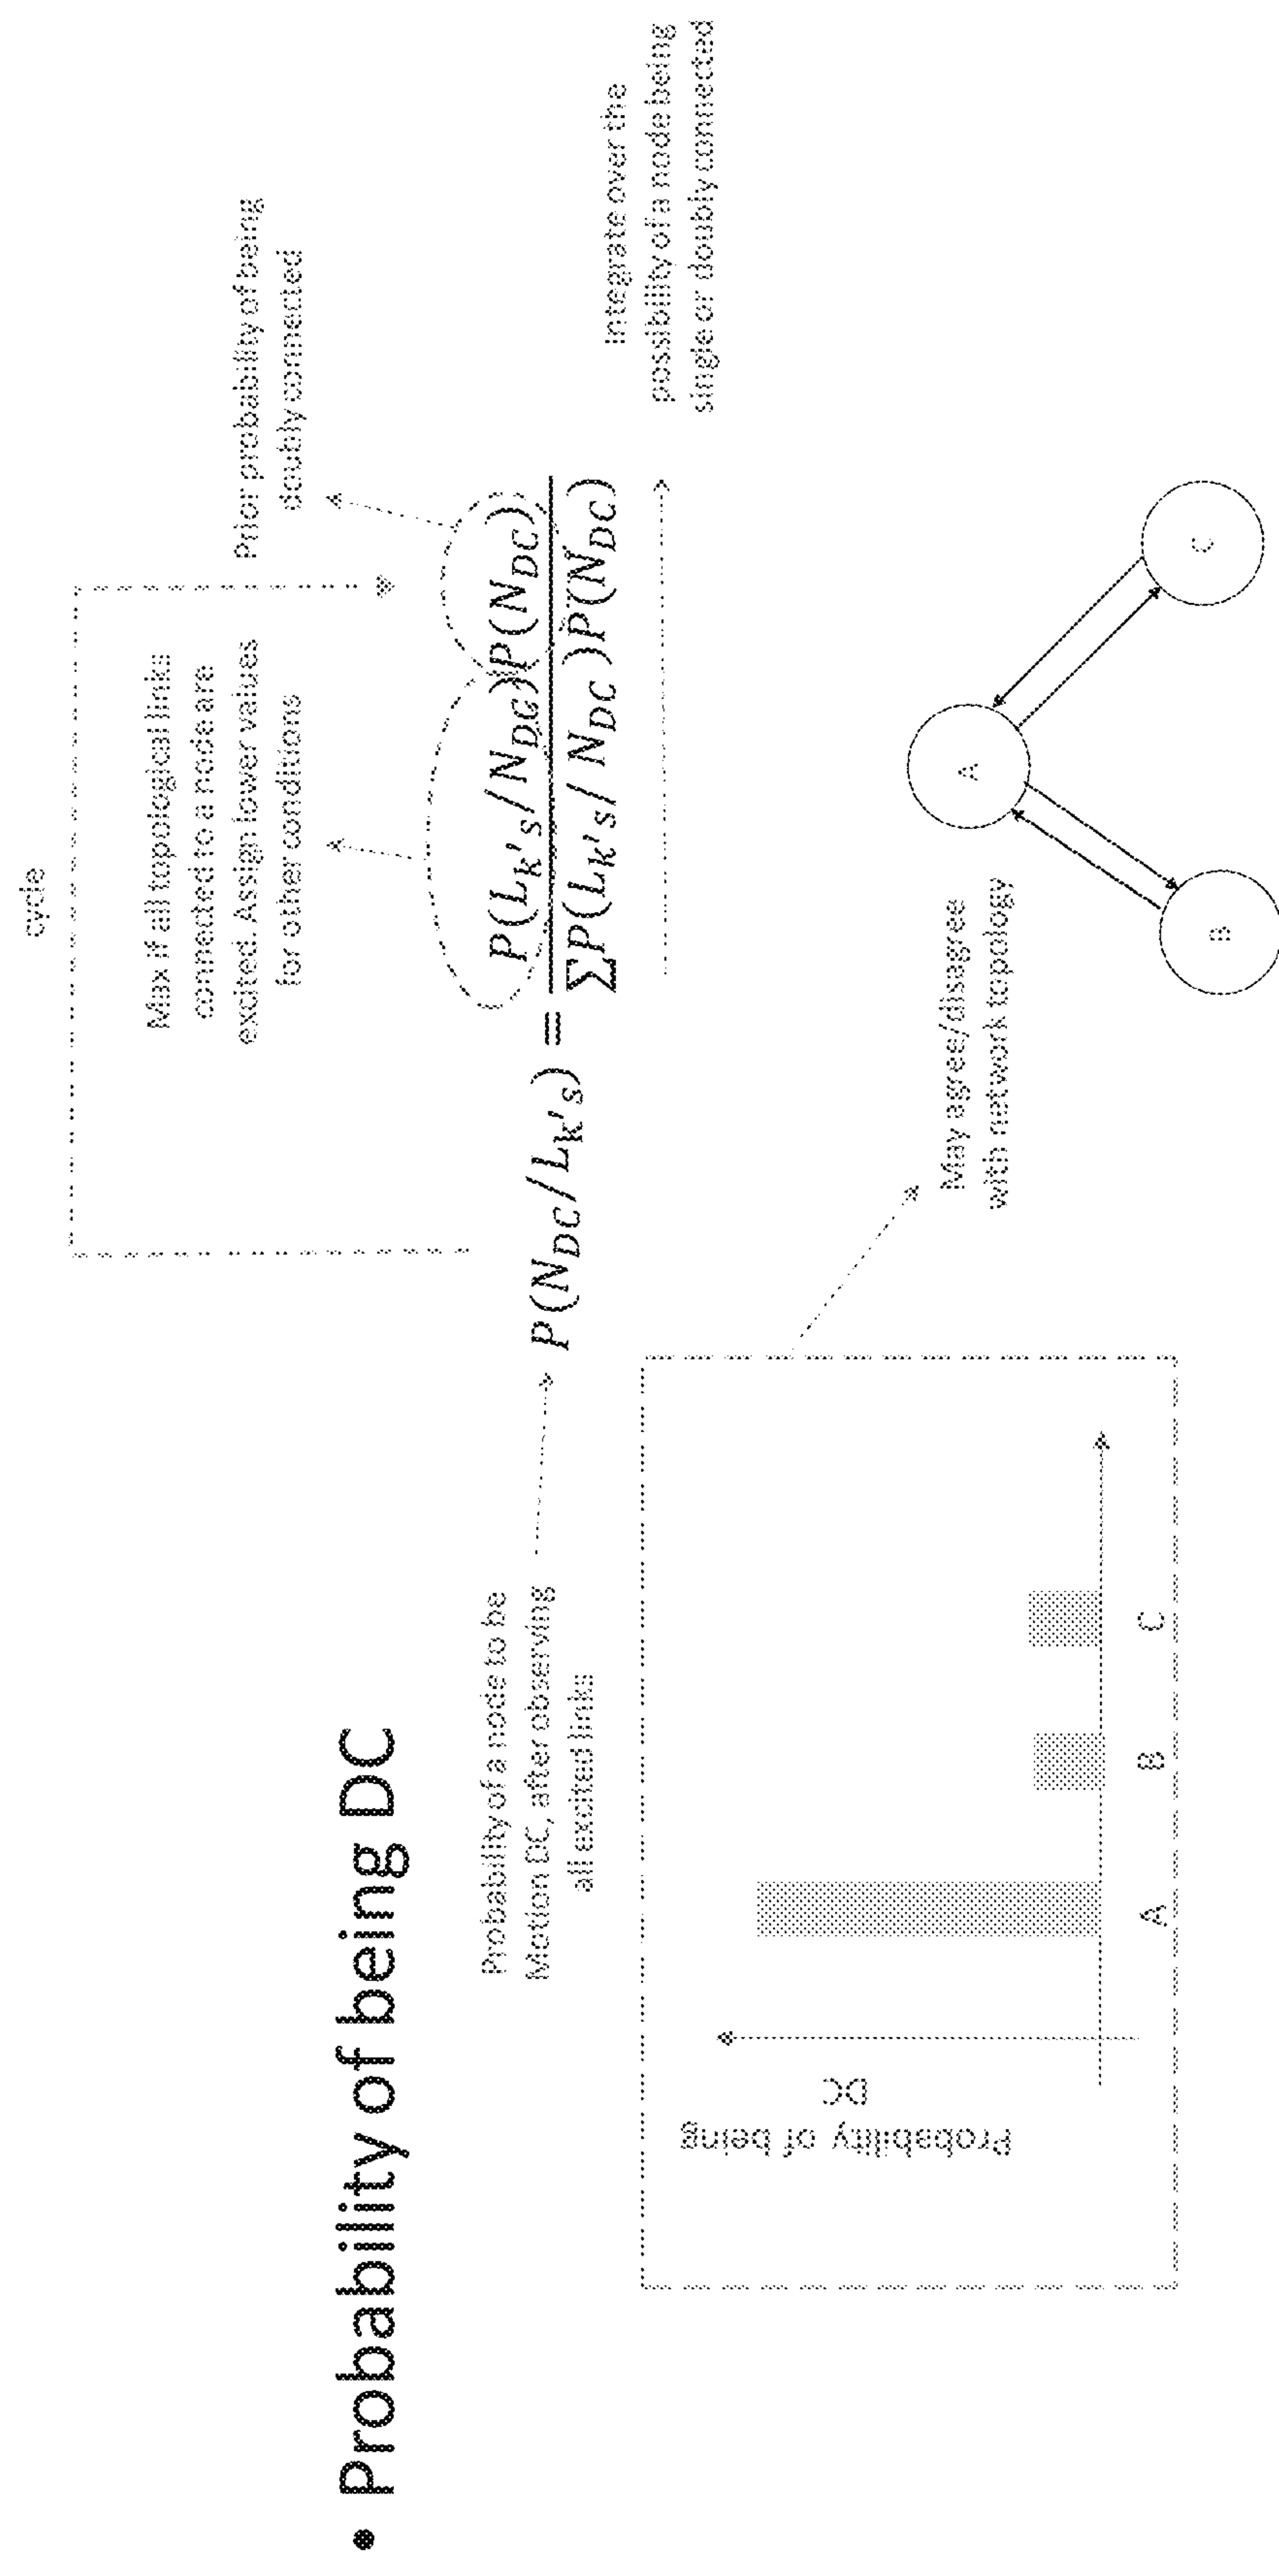 cycle
Max if all topological links
connected to a node are
excited. Assign lower values
for other conditions
Prior probability of being
doubly connected
• Probability of being DC
Probability of a node to be
Motion DC, after observing
all excited links
P(N_DC/L_k's) = P(L_k's/N_DC)P(N_DC)
∑P(L_k's/ N_DC )P(N_DC)
integrate over the
possibility of a node being
single or doubly connected
Probability of being
DC
A B C
May agree/disagree
with network topology
A
B
C